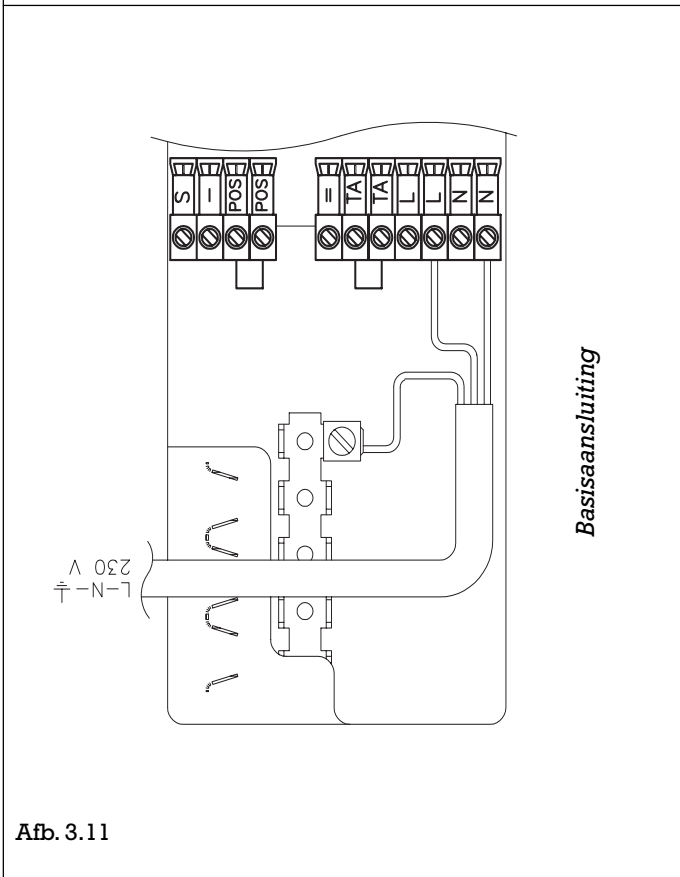 S I POS POS = TA TA L L N N
L-N-⏚
230 V
Basisaansluiting
Afb. 3.11